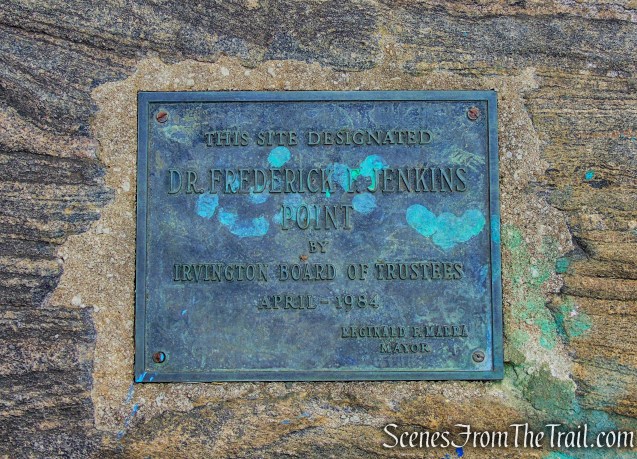 THIS SITE DESIGNATED
DR. FREDERICK JENKINS
POINT
BY
IRVINGTON BOARD OF TRUSTEES
APRIL - 1984
REGINALD F. MARRA
MAYOR
SCENESFROMTHETRAIL.COM